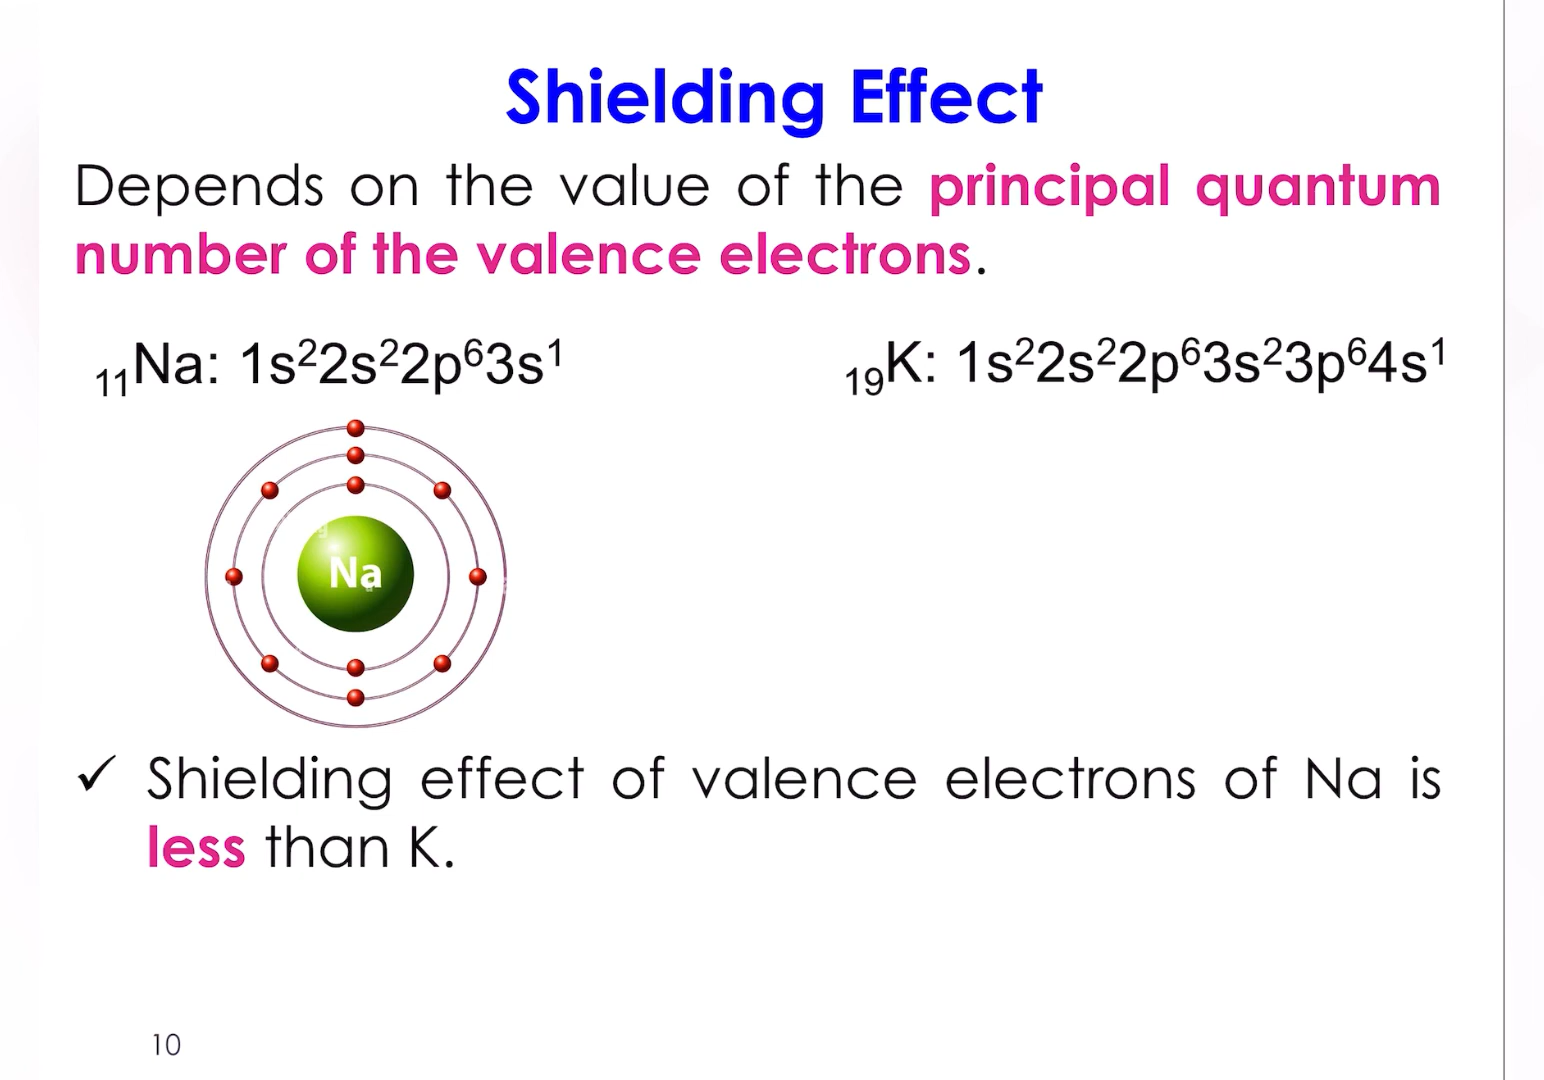 Shielding Effect
Depends on the value of the principal quantum
number of the valence electrons.
₁₁Na: 1s²2s²2p⁶3s¹
₁₉K: 1s²2s²2p⁶3s²3p⁶4s¹
Na
✓ Shielding effect of valence electrons of Na is
less than K.
10